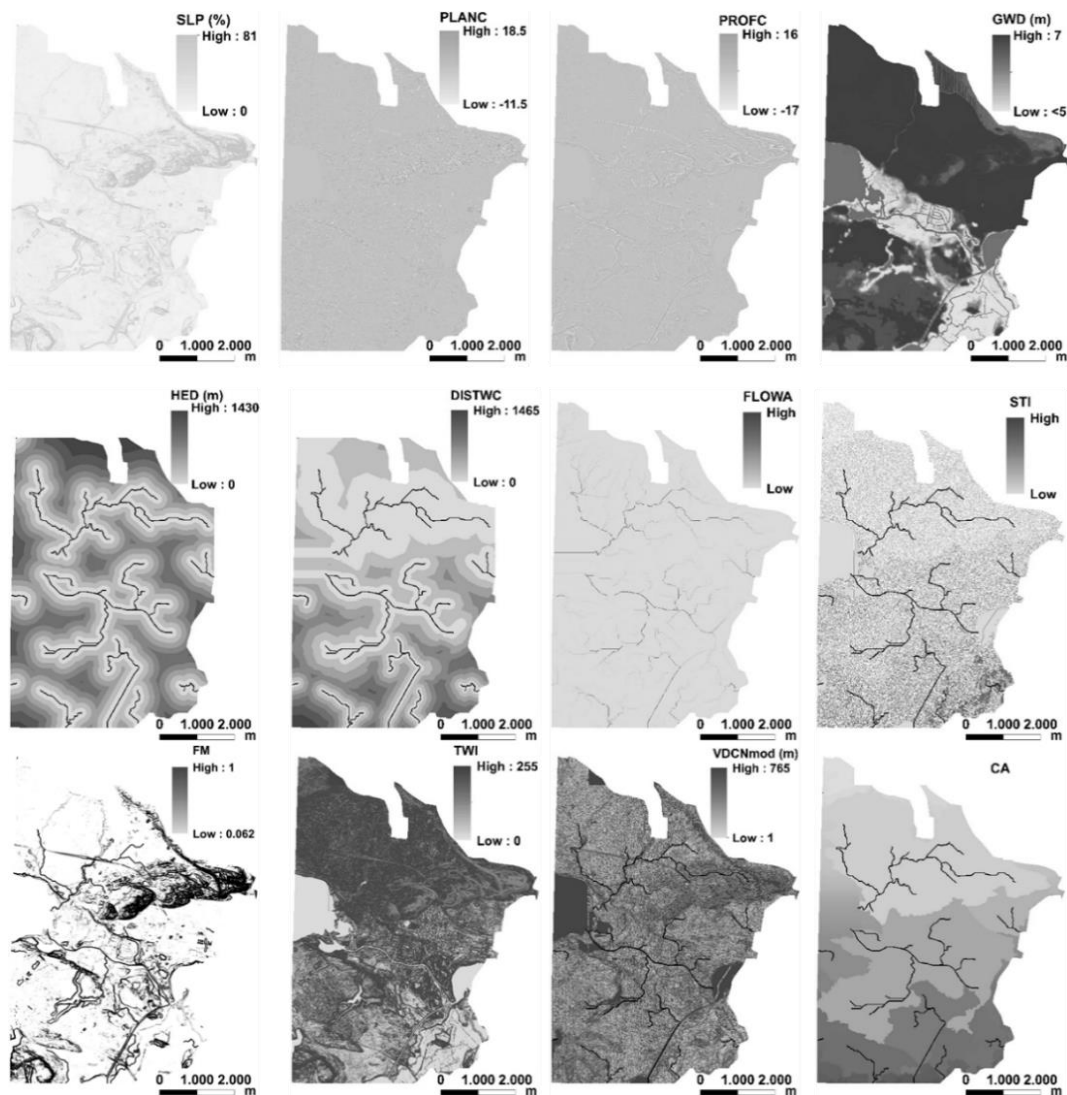 SLP (%)
High : 81
Low : 0
0 1.000 2.000
m
PLANC
High : 18.5
Low : -11.5
0 1.000 2.000
m
PROFC
High : 16
Low : -17
0 1.000 2.000
m
GWD (m)
High : 7
Low : <5
0 1.000 2.000
m
HED (m)
High : 1430
Low : 0
0 1.000 2.000
m
DISTWC
High : 1465
Low : 0
0 1.000 2.000
m
FLOWA
High
Low
0 1.000 2.000
m
STI
High
Low
0 1.000 2.000
m
FM
High : 1
Low : 0.062
0 1.000 2.000
m
TWI
High : 255
Low : 0
0 1.000 2.000
m
VDCNmod (m)
High : 765
Low : 1
0 1.000 2.000
m
CA
0 1.000 2.000
m